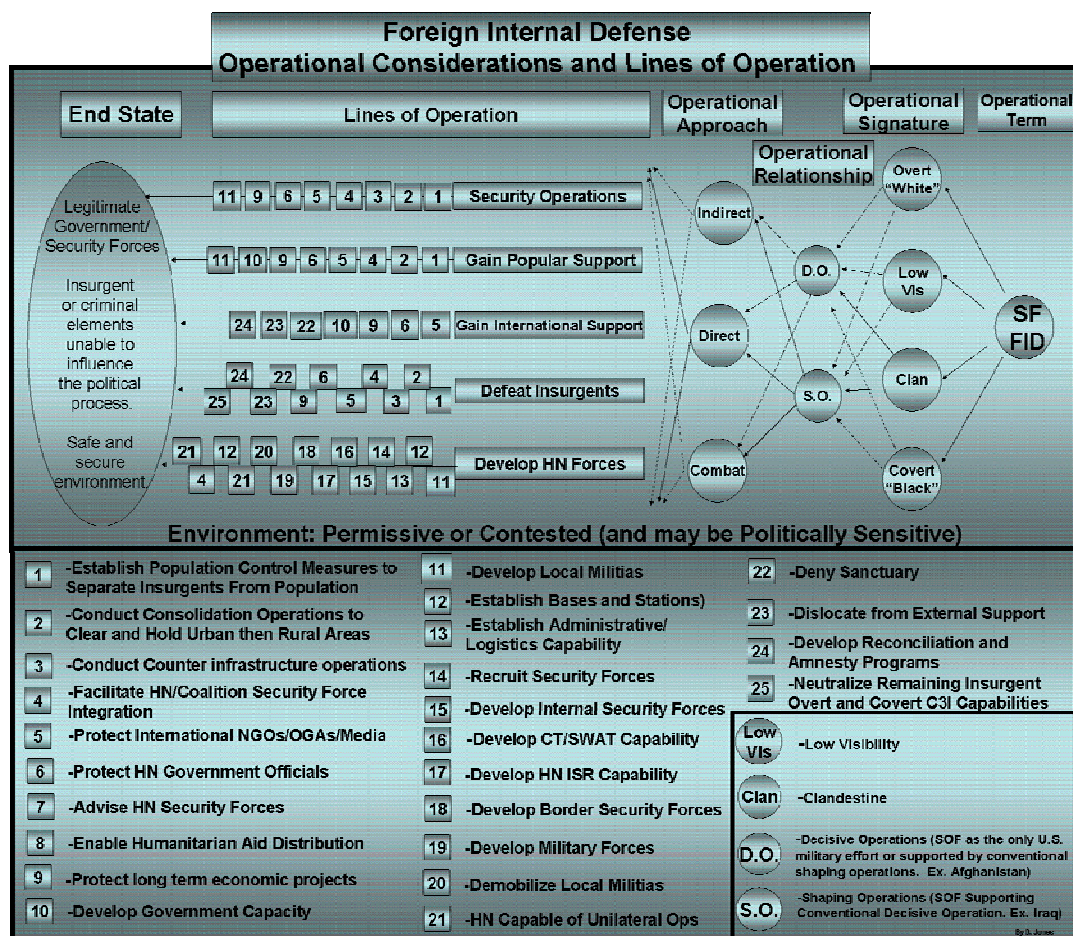 Foreign Internal Defense
Operational Considerations and Lines of Operation
End State
Lines of Operation
Operational
Approach
Operational
Relationship
Operational
Signature
Operational
Term
Legitimate
Government/
Security Forces
Insurgent
or criminal
elements
unable to
influence
the political
process.
Safe and
secure
environment.
11 9 6 5 4 3 2 1 Security Operations
11 10 9 6 5 4 2 1 Gain Popular Support
24 23 22 10 9 6 5 Gain International Support
24 22 6 4 2
25 23 9 5 3 1
Defeat Insurgents
21 12 20 18 16 14 12
4 21 19 17 15 13 11
Develop HN Forces
Indirect
Direct
Combat
D.O.
S.O.
Overt
"White"
Low
Vis
Clan
Covert
"Black"
SF
FID
Environment: Permissive or Contested (and may be Politically Sensitive)
1 -Establish Population Control Measures to
Separate Insurgents From Population
2 -Conduct Consolidation Operations to
Clear and Hold Urban then Rural Areas
3 -Conduct Counter infrastructure operations
4 -Facilitate HN/Coalition Security Force
Integration
5 -Protect International NGOs/OGAs/Media
6 -Protect HN Government Officials
7 -Advise HN Security Forces
8 -Enable Humanitarian Aid Distribution
9 -Protect long term economic projects
10 -Develop Government Capacity
11 -Develop Local Militias
12 -Establish Bases and Stations)
13 -Establish Administrative/
Logistics Capability
14 -Recruit Security Forces
15 -Develop Internal Security Forces
16 -Develop CT/SWAT Capability
17 -Develop HN ISR Capability
18 -Develop Border Security Forces
19 -Develop Military Forces
20 -Demobilize Local Militias
21 -HN Capable of Unilateral Ops
22 -Deny Sanctuary
23 -Dislocate from External Support
24 -Develop Reconciliation and
Amnesty Programs
25 -Neutralize Remaining Insurgent
Overt and Covert C3I Capabilities
Low
Vis
-Low Visibility
Clan -Clandestine
D.O.
-Decisive Operations (SOF as the only U.S.
military effort or supported by conventional
shaping operations. Ex. Afghanistan)
S.O.
-Shaping Operations (SOF Supporting
Conventional Decisive Operation. Ex. Iraq)
By D. Jones